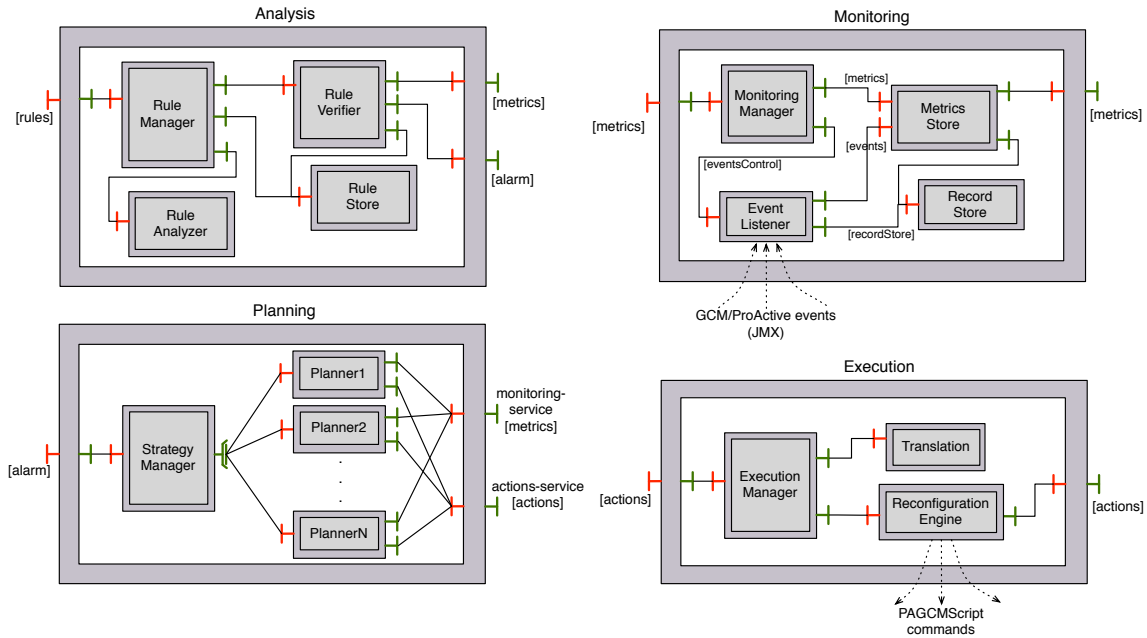 Analysis
[rules]
Rule
Manager
Rule
Verifier
[metrics]
[alarm]
Rule
Analyzer
Rule
Store
Monitoring
[metrics]
Monitoring
Manager
[metrics]
Metrics
Store
[metrics]
[events]
[eventsControl]
Event
Listener
[recordStore]
Record
Store
GCM/ProActive events
(JMX)
Planning
[alarm]
Strategy
Manager
Planner1
Planner2
.
.
.
PlannerN
monitoring-
service
[metrics]
actions-service
[actions]
Execution
[actions]
Execution
Manager
Translation
Reconfiguration
Engine
[actions]
PAGCMScript
commands